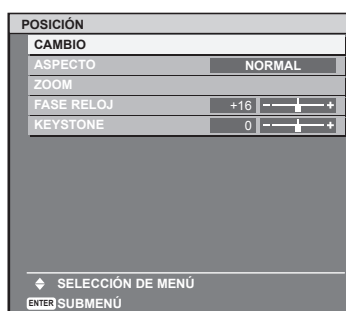 POSICIÓN
CAMBIO
ASPECTO NORMAL
ZOOM
FASE RELOJ +16 - +
KEYSTONE 0 - +
SELECCIÓN DE MENÚ
ENTER SUBMENÚ